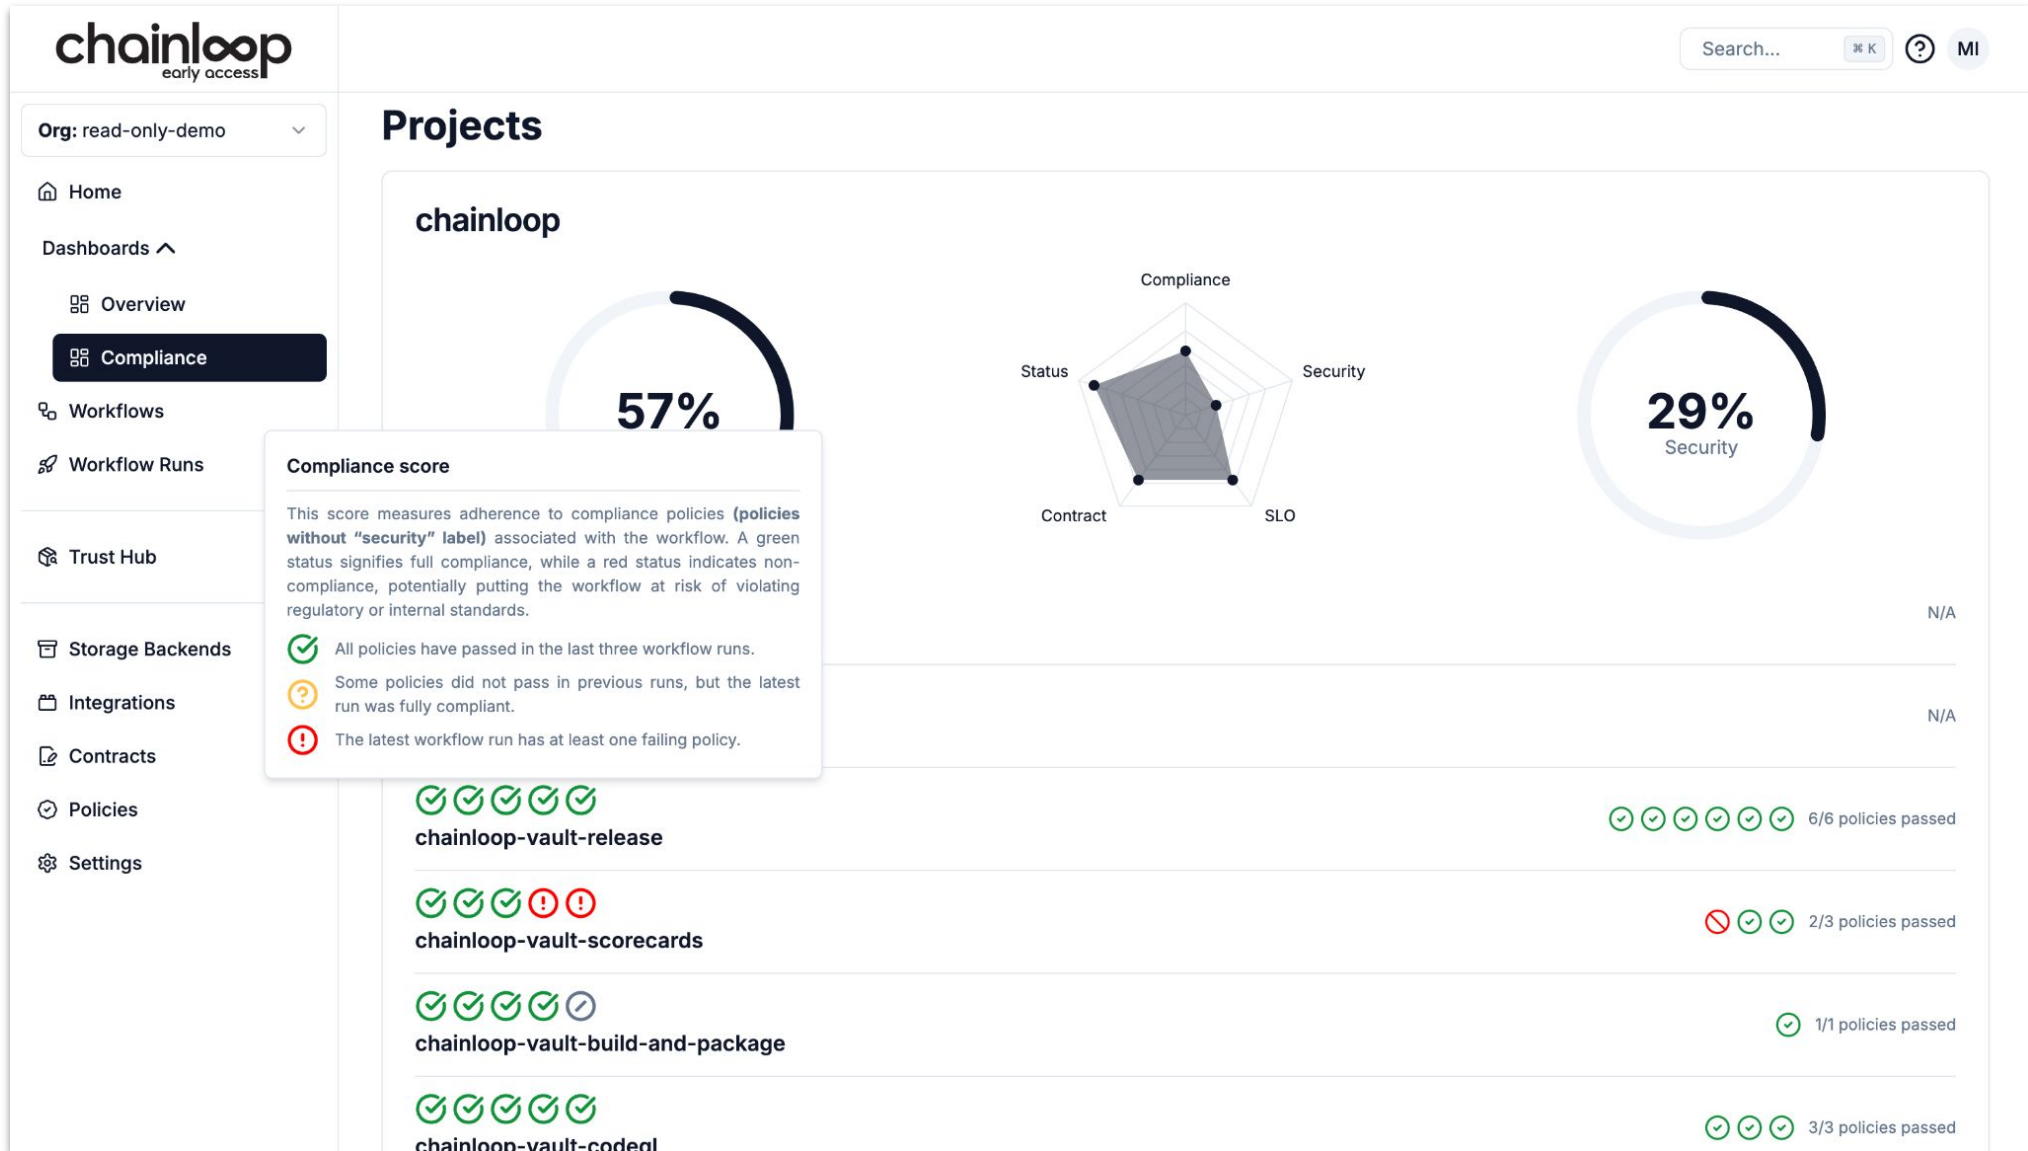 chainloop
early access
Search...
⌘ K
MI
Org: read-only-demo
Home
Dashboards
Overview
Compliance
Workflows
Workflow Runs
Trust Hub
Storage Backends
Integrations
Contracts
Policies
Settings
Projects
chainloop
57%
Compliance
Status
Security
Contract
SLO
29%
Security
Compliance score
This score measures adherence to compliance policies (policies
without “security” label) associated with the workflow. A green
status signifies full compliance, while a red status indicates non-
compliance, potentially putting the workflow at risk of violating
regulatory or internal standards.
All policies have passed in the last three workflow runs.
Some policies did not pass in previous runs, but the latest
run was fully compliant.
The latest workflow run has at least one failing policy.
N/A
N/A
chainloop-vault-release
6/6 policies passed
chainloop-vault-scorecards
2/3 policies passed
chainloop-vault-build-and-package
1/1 policies passed
chainloop-vault-codeql
3/3 policies passed